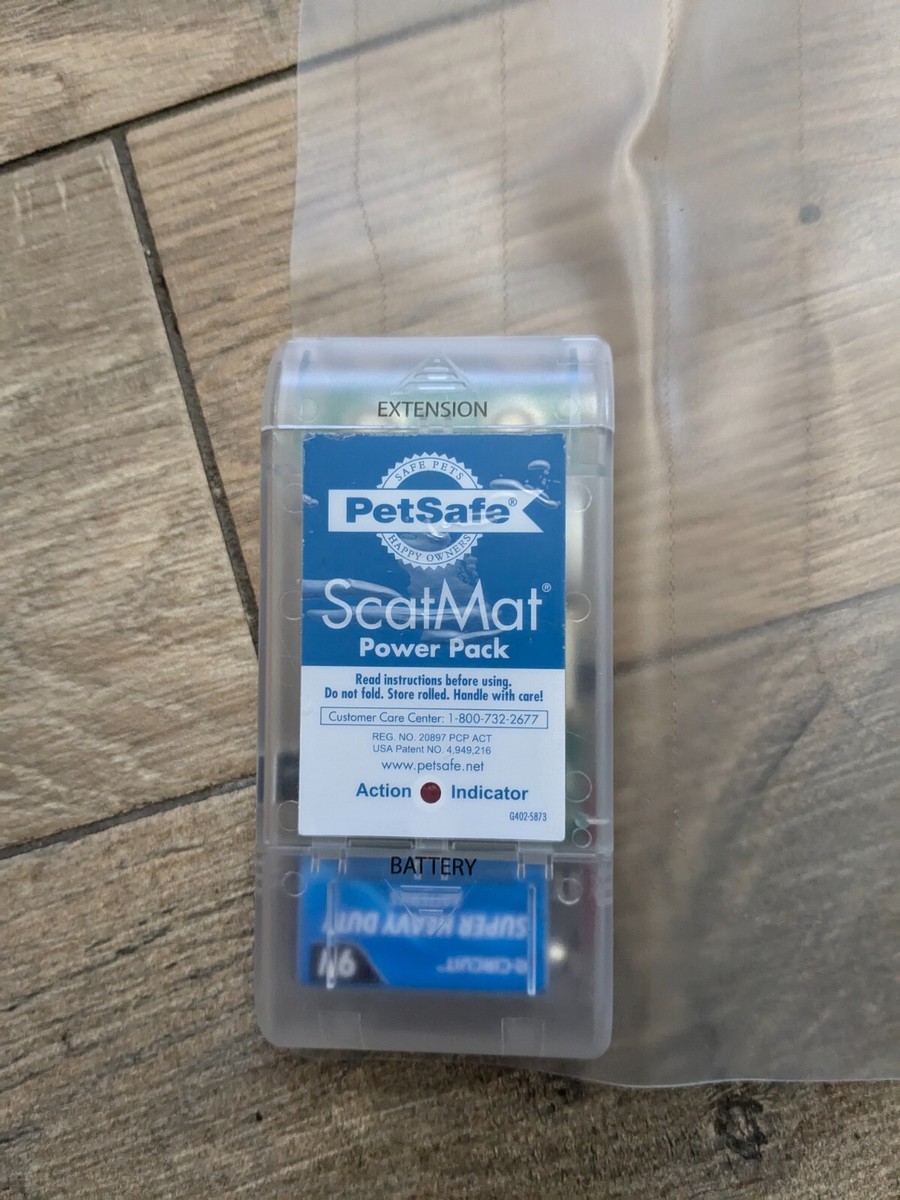 EXTENSION
SAFE PETS
PetSafe®
HAPPY OWNERS
ScatMat®
Power Pack
Read instructions before using.
Do not fold. Store rolled. Handle with care!
Customer Care Center: 1-800-732-2677
REG. NO. 20897 PCP ACT
USA Patent NO. 4,949,216
www.petsafe.net
Action Indicator
G402-5873
BATTERY
SUPER HEAVY DUTY
CIRCUIT™
9V